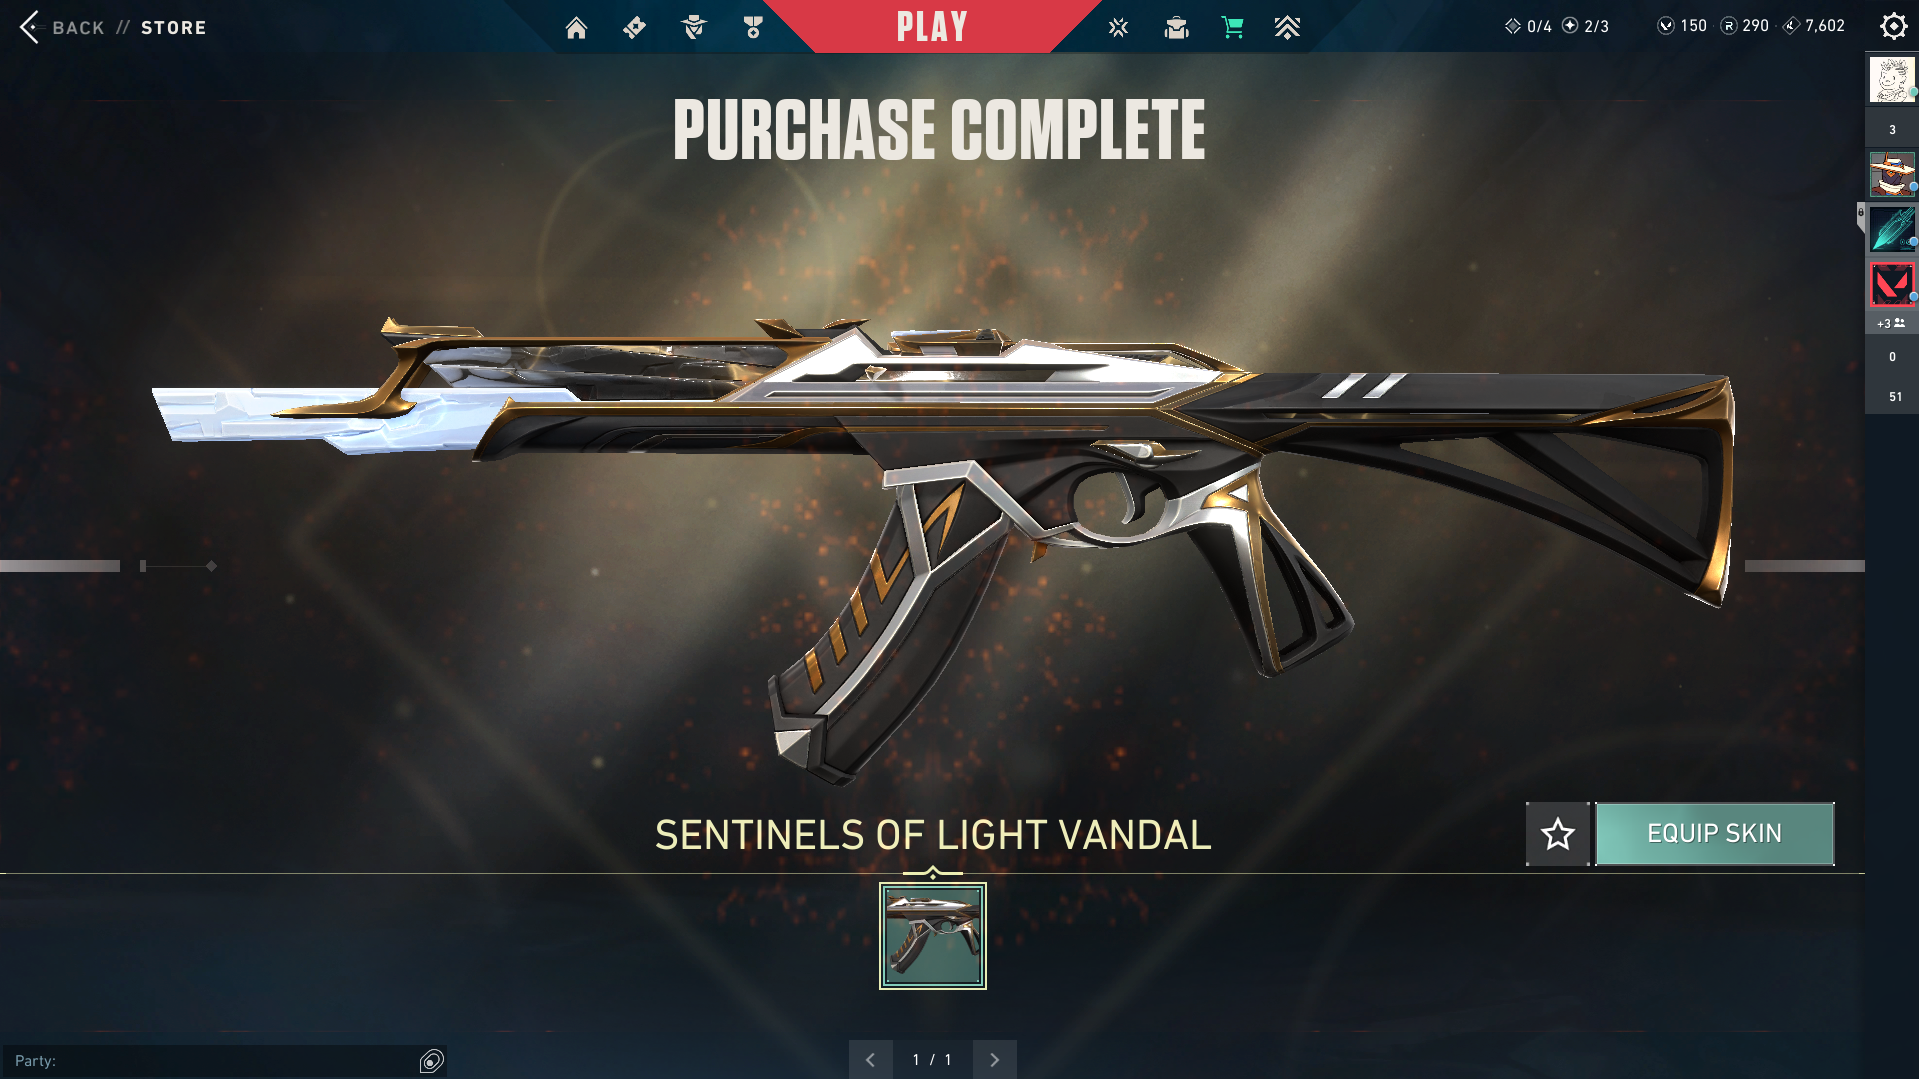 BACK // STORE
PLAY
0/4 2/3 150 290 7,602
PURCHASE COMPLETE
3
+3
0
51
SENTINELS OF LIGHT VANDAL
EQUIP SKIN
Party:
1 / 1